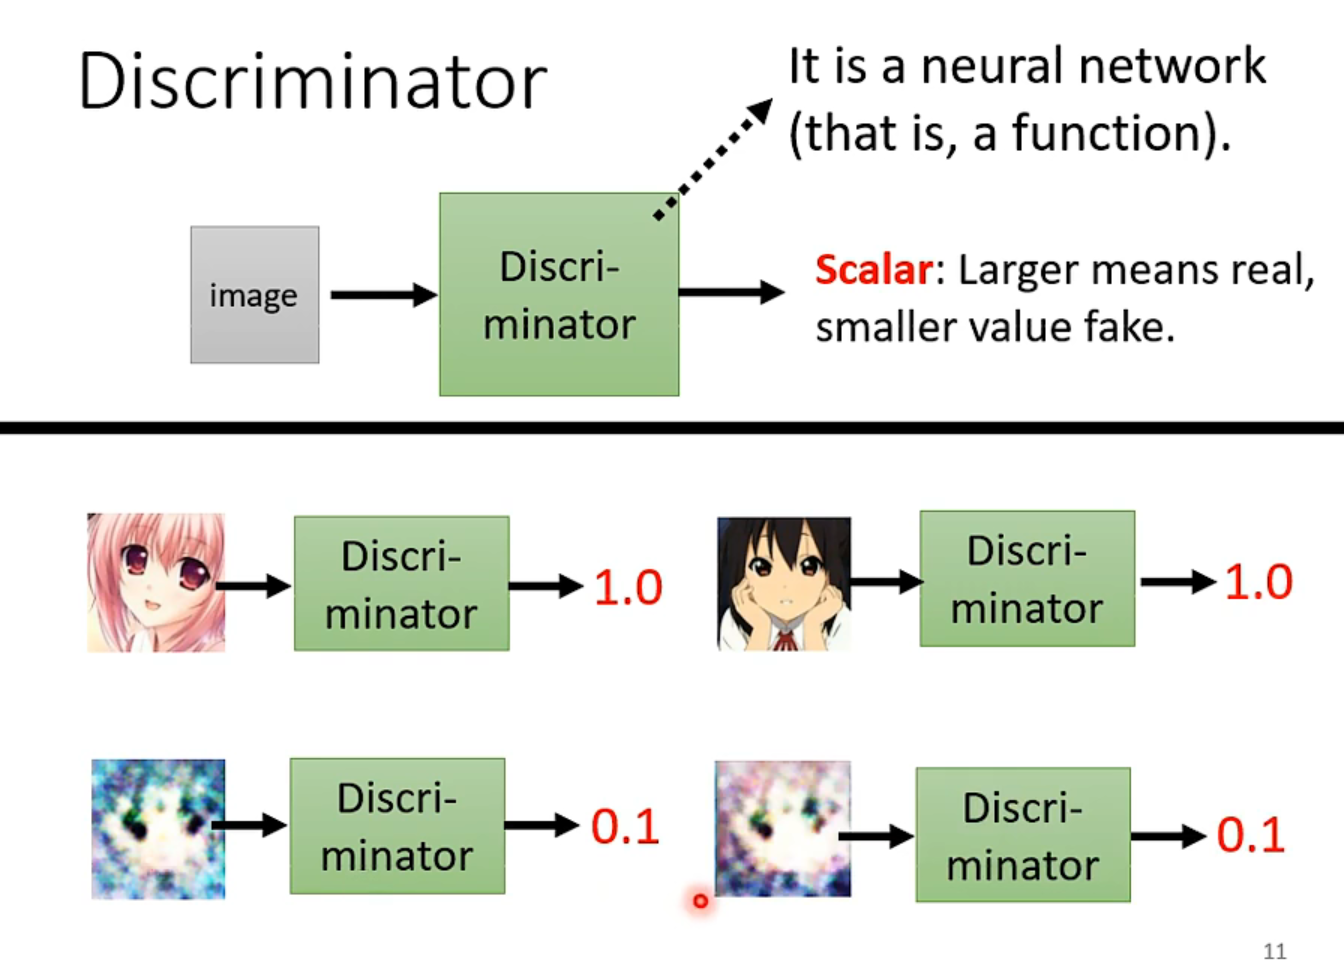 Discriminator
It is a neural network
(that is, a function).
image
Discri-
minator
Scalar: Larger means real,
smaller value fake.
Discri-
minator
1.0
Discri-
minator
1.0
Discri-
minator
0.1
Discri-
minator
0.1
11